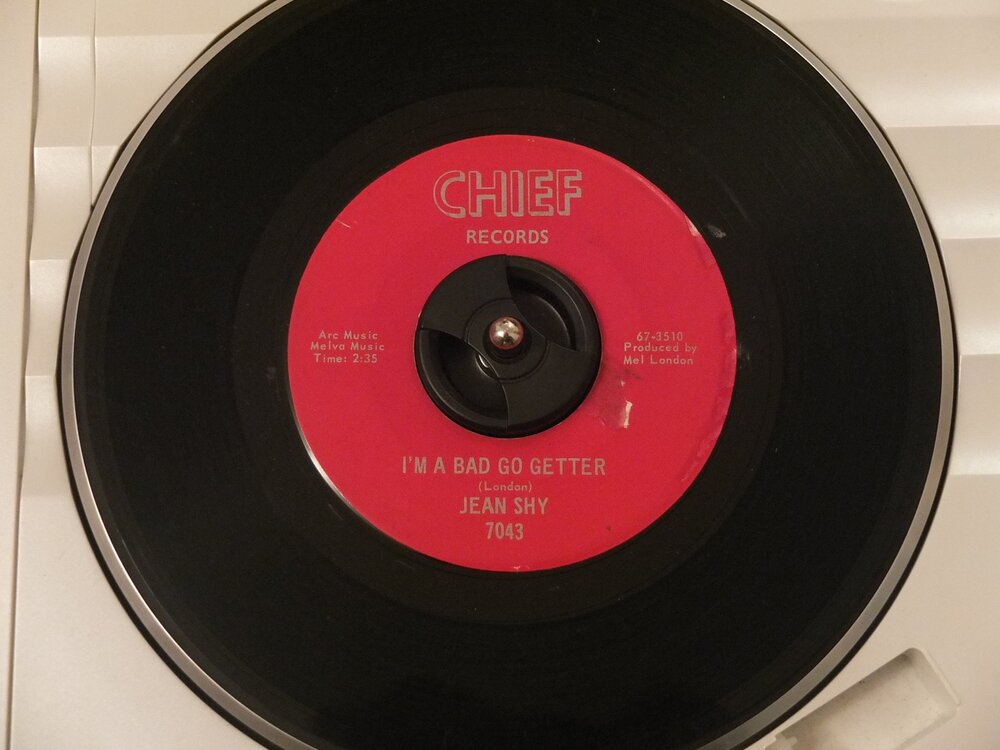 CHIEF
RECORDS
Arc Music
Melva Music
Time: 2:35
67-3510
Produced by
Mel London
I'M A BAD GO GETTER
(London)
JEAN SHY
7043